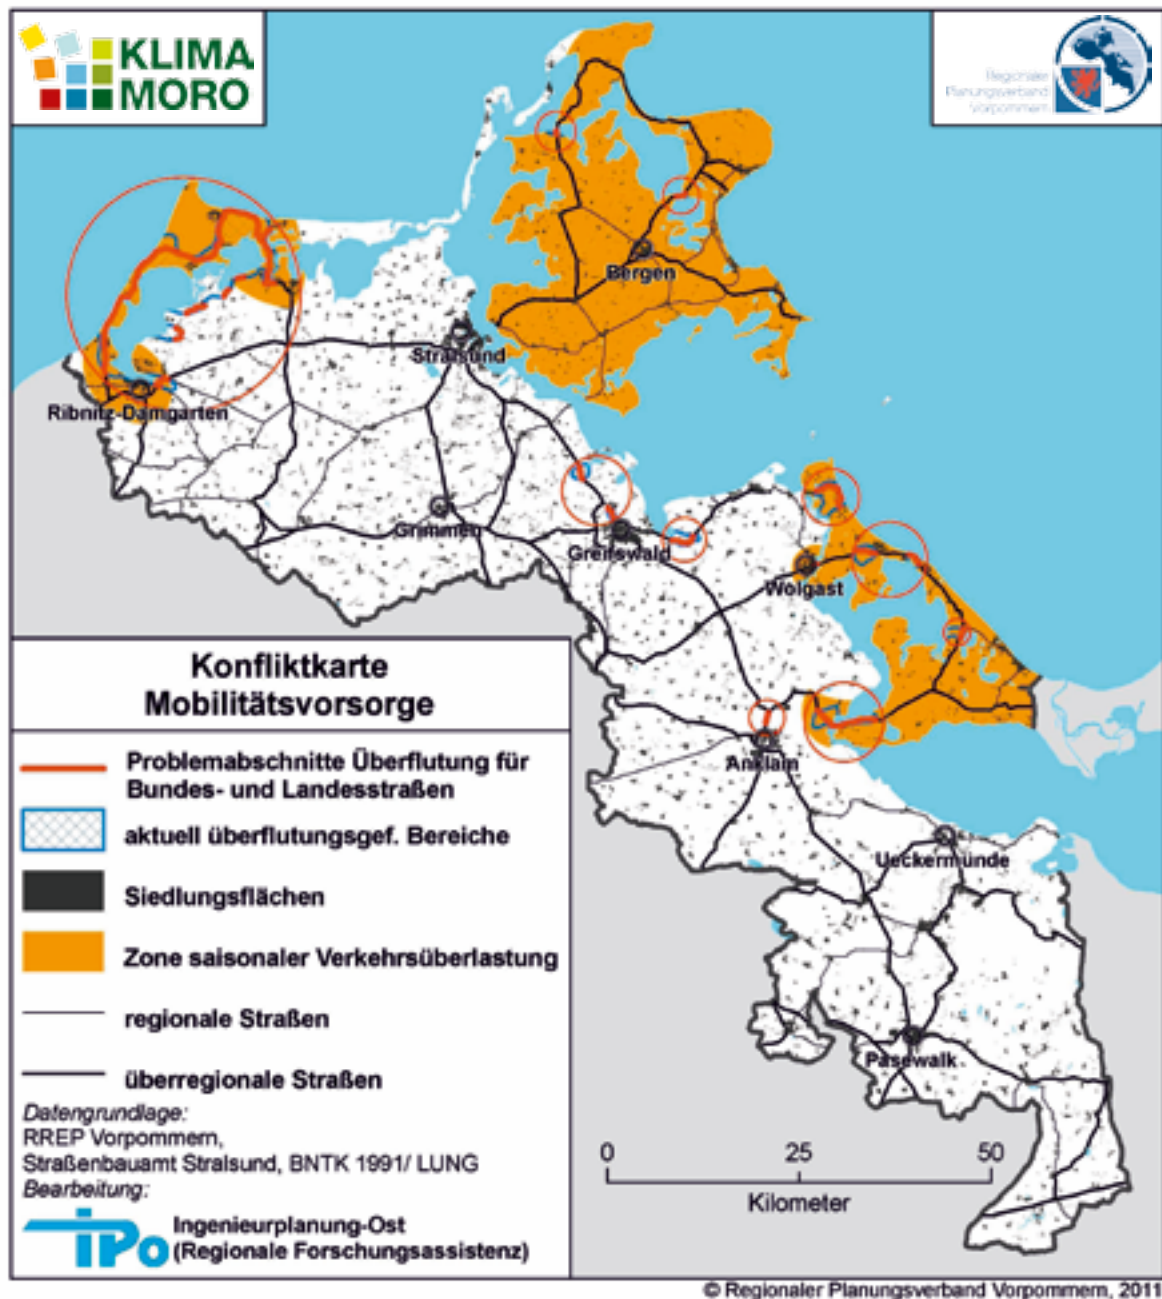 KLIMA
MORO
Regionaler
Planungsverband
Vorpommern
Bergen
Stralsund
Ribnitz-Damgarten
Grimmen
Greifswald
Wolgast
Anklam
Ueckermünde
Pasewalk
Konfliktkarte
Mobilitätsvorsorge
Problemabschnitte Überflutung für
Bundes- und Landesstraßen
aktuell überflutungsgef. Bereiche
Siedlungsflächen
Zone saisonaler Verkehrsüberlastung
regionale Straßen
überregionale Straßen
Datengrundlage:
RREP Vorpommern,
Straßenbauamt Stralsund, BNTK 1991/ LUNG
Bearbeitung:
IPO
Ingenieurplanung-Ost
(Regionale Forschungsassistenz)
0 25 50
Kilometer
© Regionaler Planungsverband Vorpommern, 2011